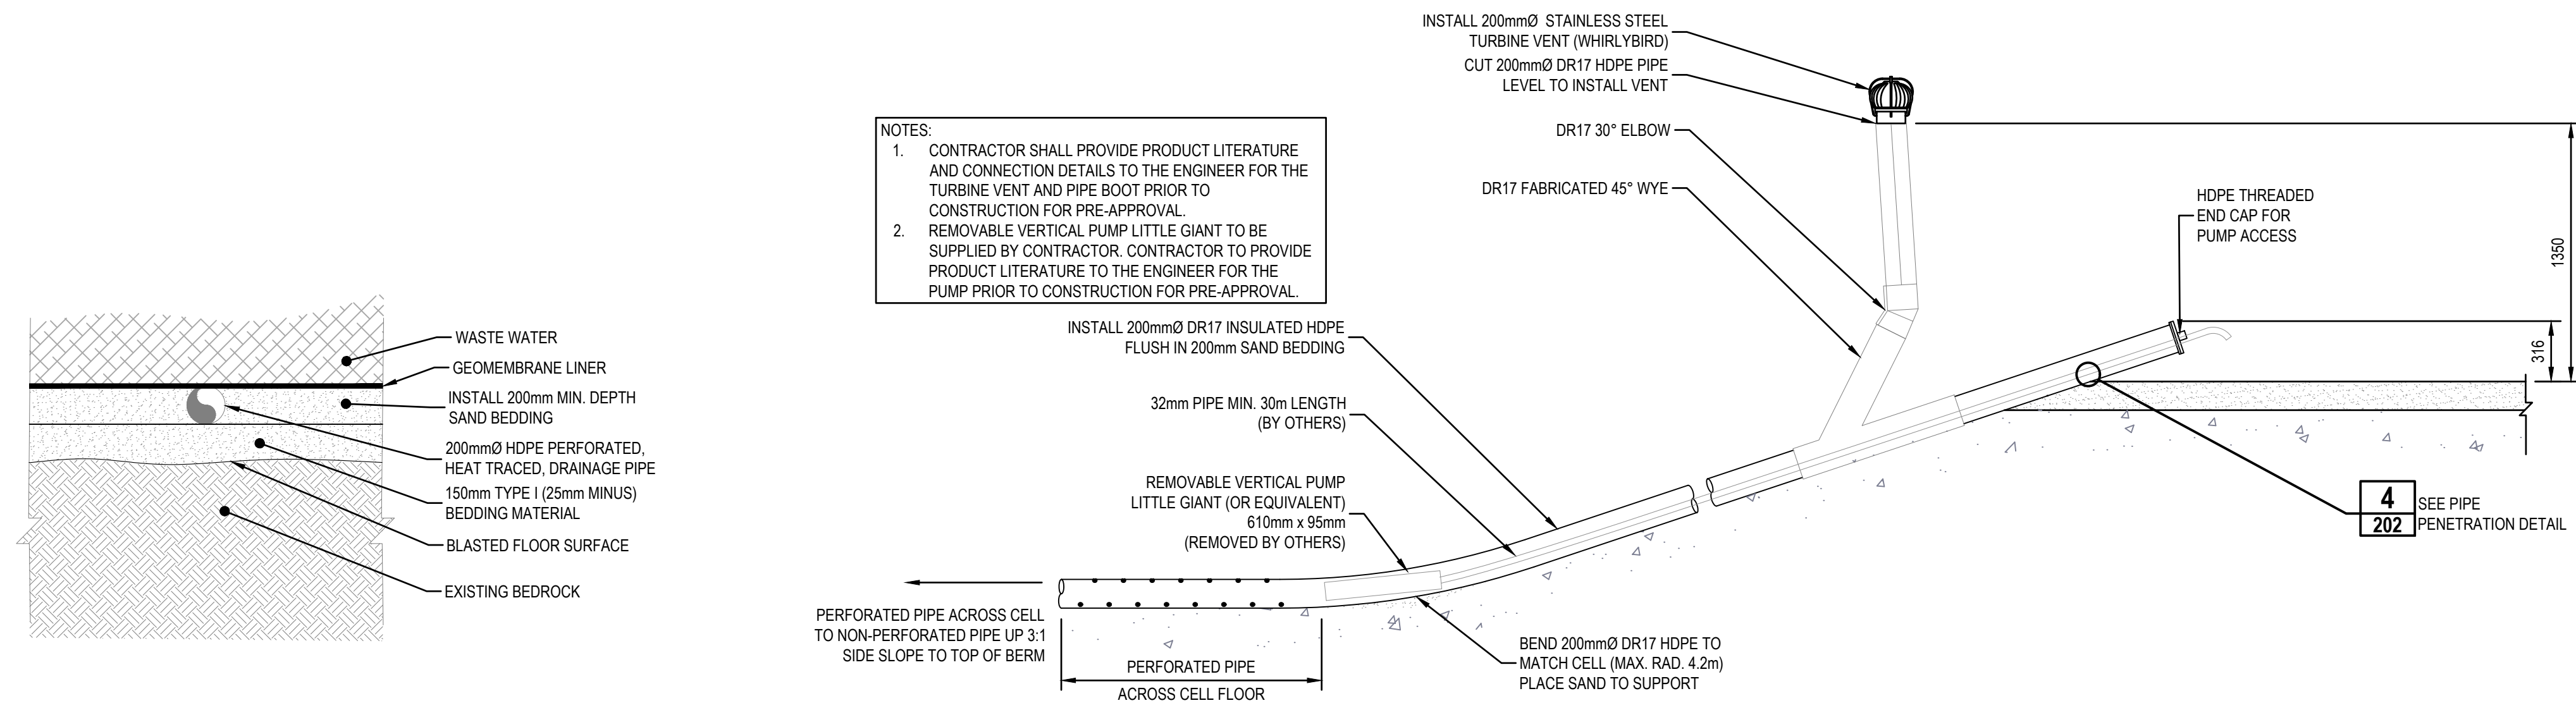 WASTE WATER
GEOMEMBRANE LINER
INSTALL 200mm MIN. DEPTH
SAND BEDDING
200mmØ HDPE PERFORATED,
HEAT TRACED, DRAINAGE PIPE
150mm TYPE I (25mm MINUS)
BEDDING MATERIAL
BLASTED FLOOR SURFACE
EXISTING BEDROCK
NOTES:
1. CONTRACTOR SHALL PROVIDE PRODUCT LITERATURE
AND CONNECTION DETAILS TO THE ENGINEER FOR THE
TURBINE VENT AND PIPE BOOT PRIOR TO
CONSTRUCTION FOR PRE-APPROVAL.
2. REMOVABLE VERTICAL PUMP LITTLE GIANT TO BE
SUPPLIED BY CONTRACTOR. CONTRACTOR TO PROVIDE
PRODUCT LITERATURE TO THE ENGINEER FOR THE
PUMP PRIOR TO CONSTRUCTION FOR PRE-APPROVAL.
INSTALL 200mmØ STAINLESS STEEL
TURBINE VENT (WHIRLYBIRD)
CUT 200mmØ DR17 HDPE PIPE
LEVEL TO INSTALL VENT
DR17 30° ELBOW
DR17 FABRICATED 45° WYE
HDPE THREADED
END CAP FOR
PUMP ACCESS
1350
316
INSTALL 200mmØ DR17 INSULATED HDPE
FLUSH IN 200mm SAND BEDDING
32mm PIPE MIN. 30m LENGTH
(BY OTHERS)
REMOVABLE VERTICAL PUMP
LITTLE GIANT (OR EQUIVALENT)
610mm x 95mm
(REMOVED BY OTHERS)
4
202
SEE PIPE
PENETRATION DETAIL
PERFORATED PIPE ACROSS CELL
TO NON-PERFORATED PIPE UP 3:1
SIDE SLOPE TO TOP OF BERM
PERFORATED PIPE
ACROSS CELL FLOOR
BEND 200mmØ DR17 HDPE TO
MATCH CELL (MAX. RAD. 4.2m)
PLACE SAND TO SUPPORT